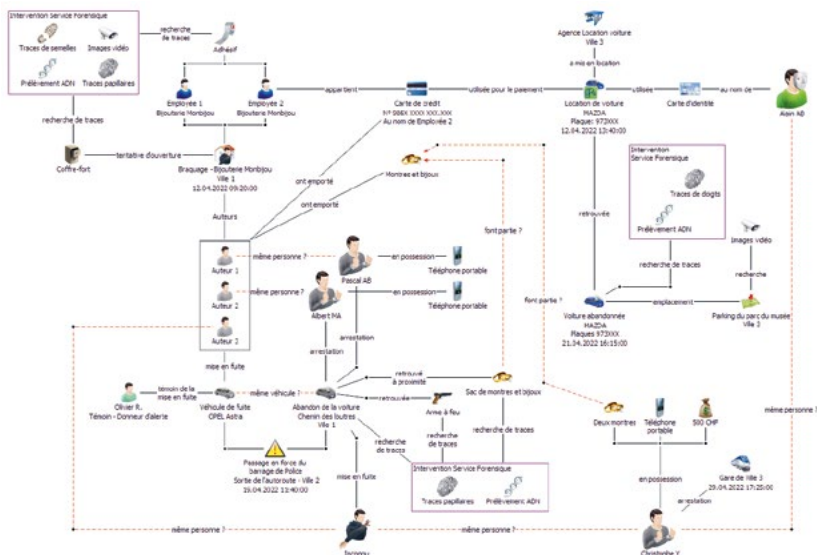 Intervention Service Forensique
Traces de semelles
Images vidéo
Prélèvement ADN
Traces papillaires
recherche
de traces
Adhésif
Employée 1
Bijouterie Monbijou
Employée 2
Bijouterie Monbijou
appartient
Carte de crédit
Au nom de Employée 2
utilisée pour le paiement
Agence Location voiture
Ville 3
a mis en location
Location de voiture
MAZDA
Plaque: 973XXX
12.04.2022 13:40:00
utilisée
Carte d'identité
au nom de
Alain AB
recherche de traces
Coffre-fort
tentative d'ouverture
Braquage - Bijouterie Monbijou
Ville 1
12.04.2022 09:20:00
ont emporté
ont emporté
Montres et bijoux
Intervention
Service Forensique
Traces de doigts
Prélèvement ADN
Images vidéo
Auteurs
retrouvée
font partie ?
recherche de traces
recherche
Auteur 1
même personne ?
Pascal AB
en possession
Téléphone portable
Auteur 2
même personne ?
Albert MA
en possession
Téléphone portable
font partie ?
Voiture abandonnée
MAZDA
Plaques 973XXX
21.04.2022 16:15:00
emplacement
Parking du parc du musée
Ville 3
arrestation
arrestation
mise en fuite
retrouvé
à proximité
Sac de montres et bijoux
témoin de la
mise en fuite
Olivier R.,
Témoin - Donneur d'alerte
Véhicule de fuite
OPEL Astra
même véhicule ?
Abandon de la voiture
Chemin des loutres
Ville 1
retrouvée
Arme à feu
recherche
de traces
recherche
de traces
recherche de traces
Deux montres
Téléphone
portable
500 CHF
même personne ?
Passage en force du
barrage de Police
Sortie de l'autoroute - Ville 2
19.04.2022 11:40:00
mise en fuite
Intervention Service Forensique
Traces papillaires
Prélèvement ADN
en possession
Gare de Ville 3
29.04.2022 17:25:00
arrestation
même personne ?
Inconnu
même personne ?
Christophe Y